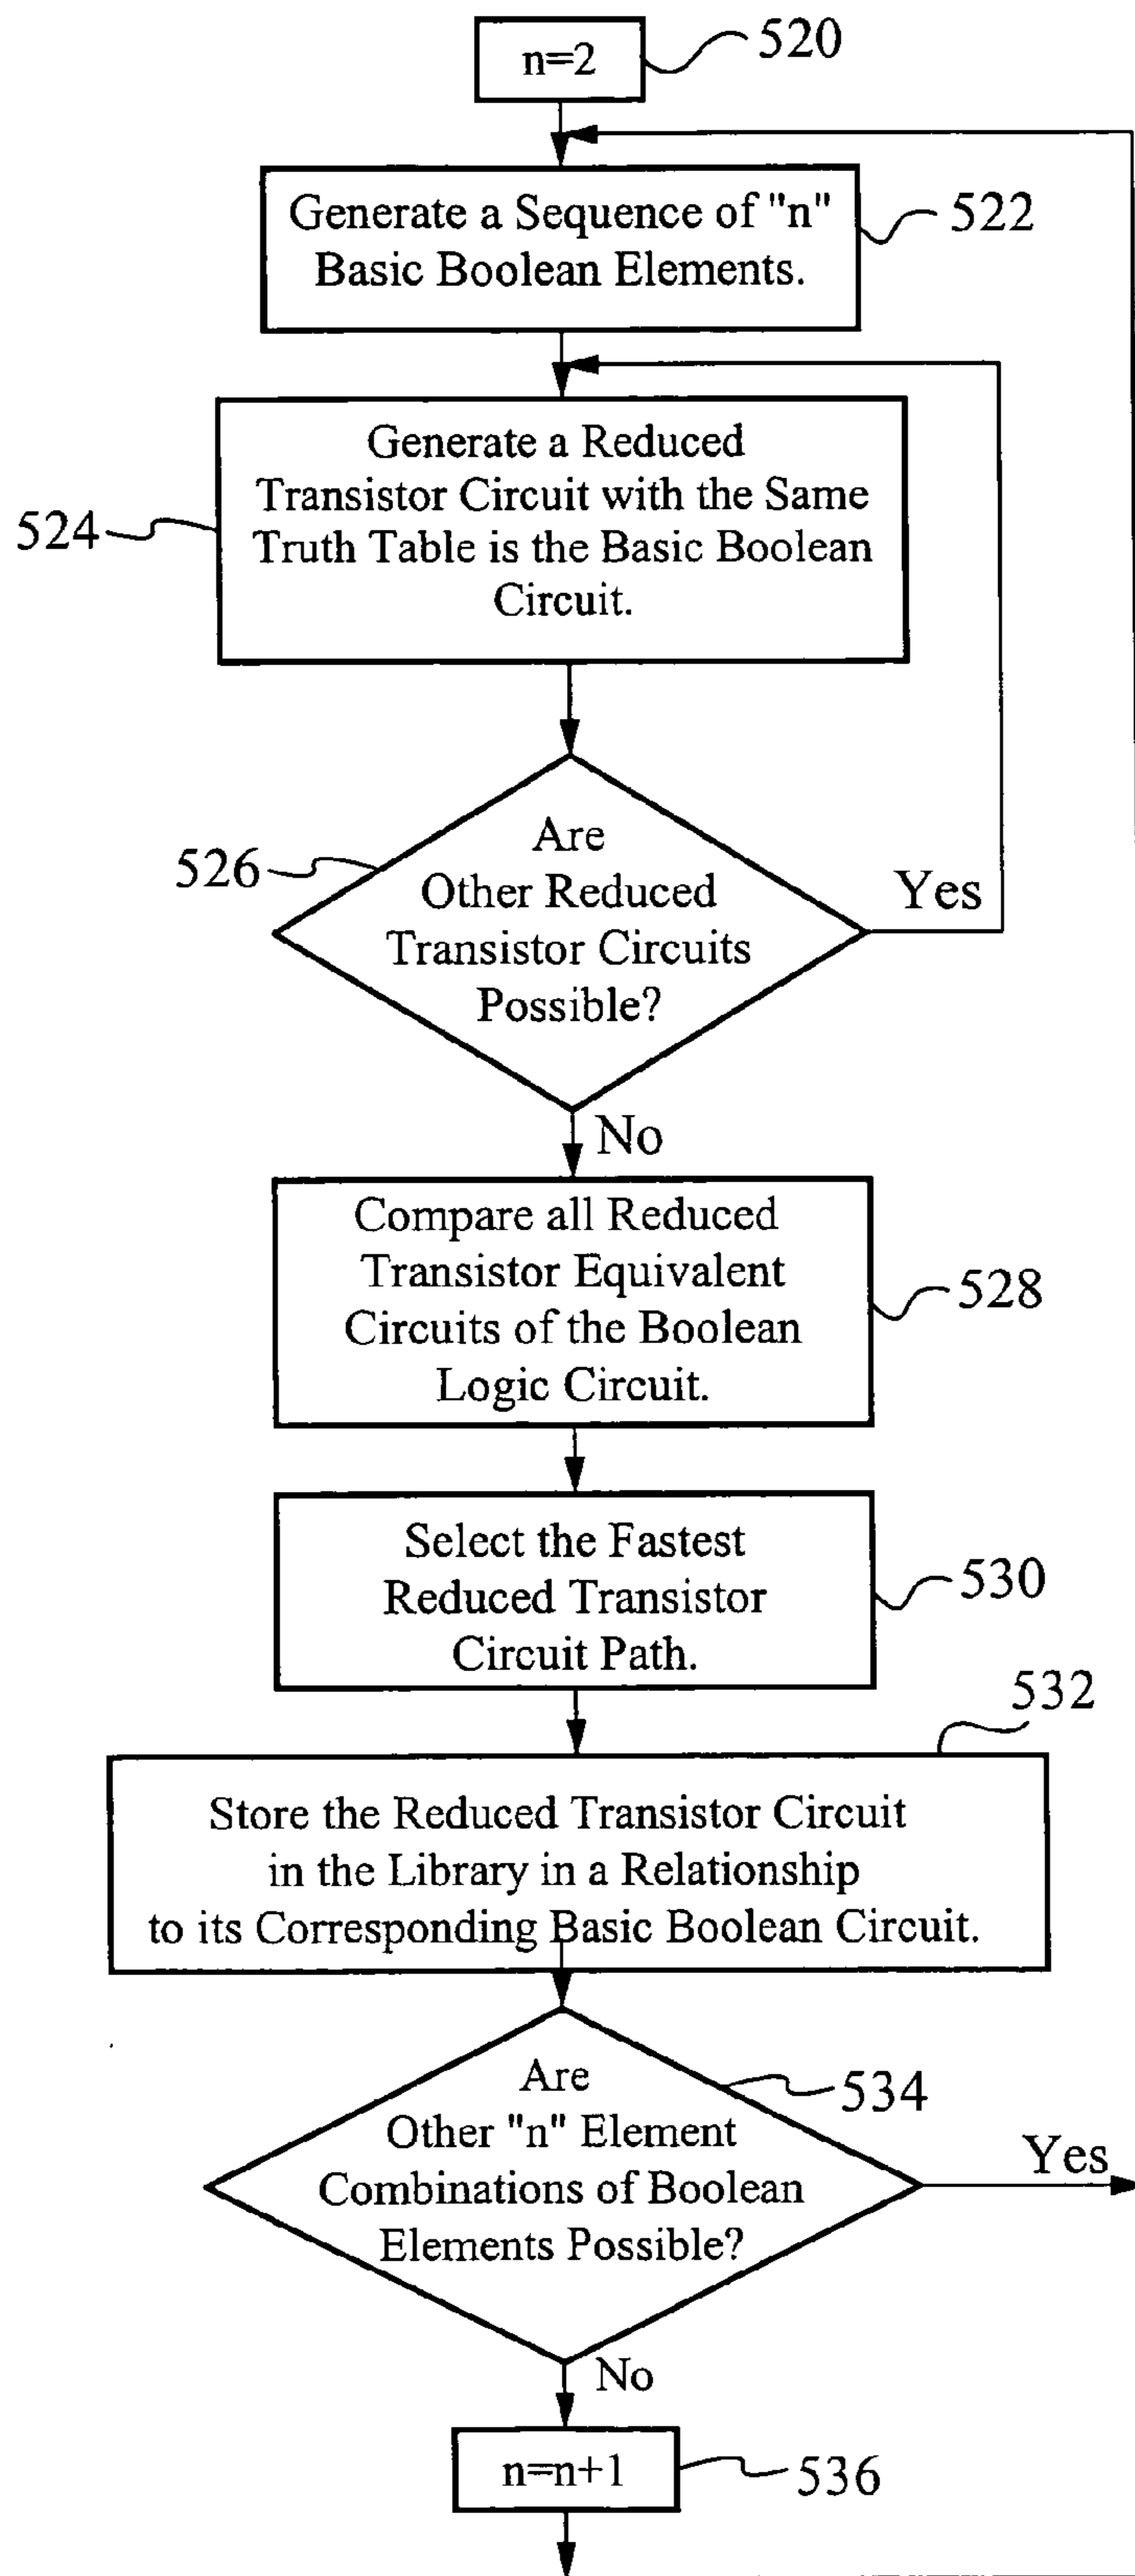 n=2
520
Generate a Sequence of "n"
Basic Boolean Elements.
522
Generate a Reduced
Transistor Circuit with the Same
Truth Table is the Basic Boolean
Circuit.
524
Are
Other Reduced
Transistor Circuits
Possible?
526
Yes
No
Compare all Reduced
Transistor Equivalent
Circuits of the Boolean
Logic Circuit.
528
Select the Fastest
Reduced Transistor
Circuit Path.
530
532
Store the Reduced Transistor Circuit
in the Library in a Relationship
to its Corresponding Basic Boolean Circuit.
Are
Other "n" Element
Combinations of Boolean
Elements Possible?
534
Yes
No
n=n+1
536